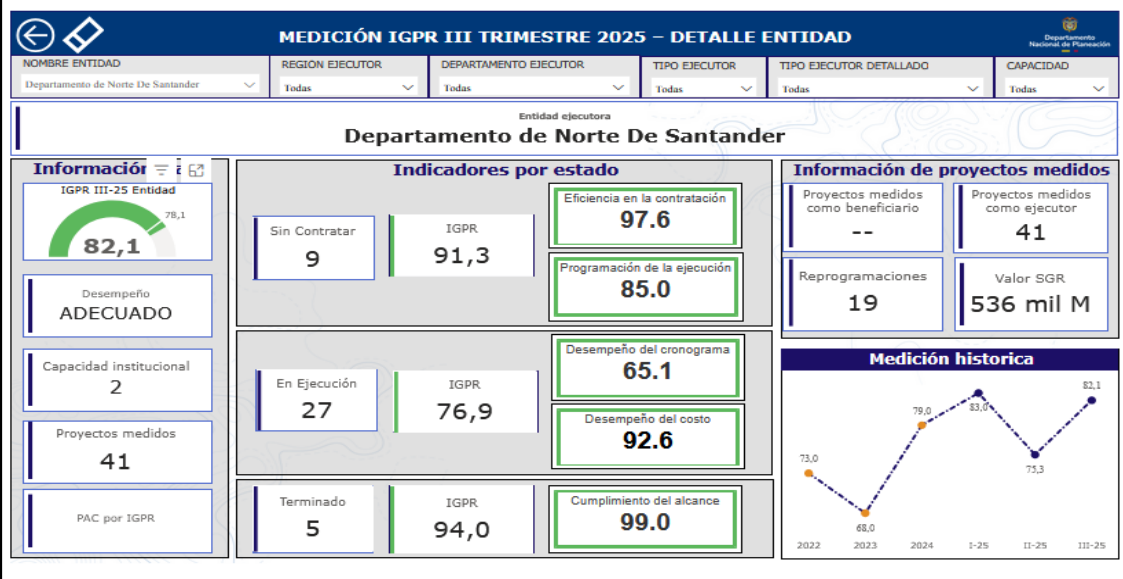 MEDICIÓN IGPR III TRIMESTRE 2025 – DETALLE ENTIDAD
Departamento
Nacional de Planeación
NOMBRE ENTIDAD
Departamento de Norte De Santander
REGION EJECUTOR
Todas
DEPARTAMENTO EJECUTOR
Todas
TIPO EJECUTOR
Todas
TIPO EJECUTOR DETALLADO
Todas
CAPACIDAD
Todas
Entidad ejecutora
Departamento de Norte De Santander
Información
IGPR III-25 Entidad
78,1
82,1
Desempeño
ADECUADO
Capacidad institucional
2
Proyectos medidos
41
PAC por IGPR
Indicadores por estado
Sin Contratar
9
IGPR
91,3
Eficiencia en la contratación
97.6
Programación de la ejecución
85.0
En Ejecución
27
IGPR
76,9
Desempeño del cronograma
65.1
Desempeño del costo
92.6
Terminado
5
IGPR
94,0
Cumplimiento del alcance
99.0
Información de proyectos medidos
Proyectos medidos
como beneficiario
--
Proyectos medidos
como ejecutor
41
Reprogramaciones
19
Valor SGR
536 mil M
Medición historica
73,0
68,0
79,0
83,0
75,3
82,1
2022 2023 2024 I-25 II-25 III-25